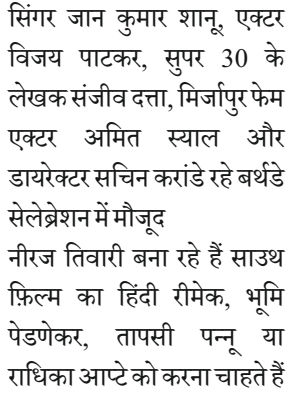 सिंगर जान कुमार शानू, एक्टर
विजय पाटकर, सुपर 30 के
लेखक संजीव दत्ता, मिर्जापुर फेम
एक्टर अमित स्याल और
डायरेक्टर सचिन करांडे रहे बर्थडे
सेलेब्रेशन में मौजूद
नीरज तिवारी बना रहे हैं साउथ
फ़िल्म का हिंदी रीमेक, भूमि
पेडणेकर, तापसी पन्नू या
राधिका आप्टे को करना चाहते हैं